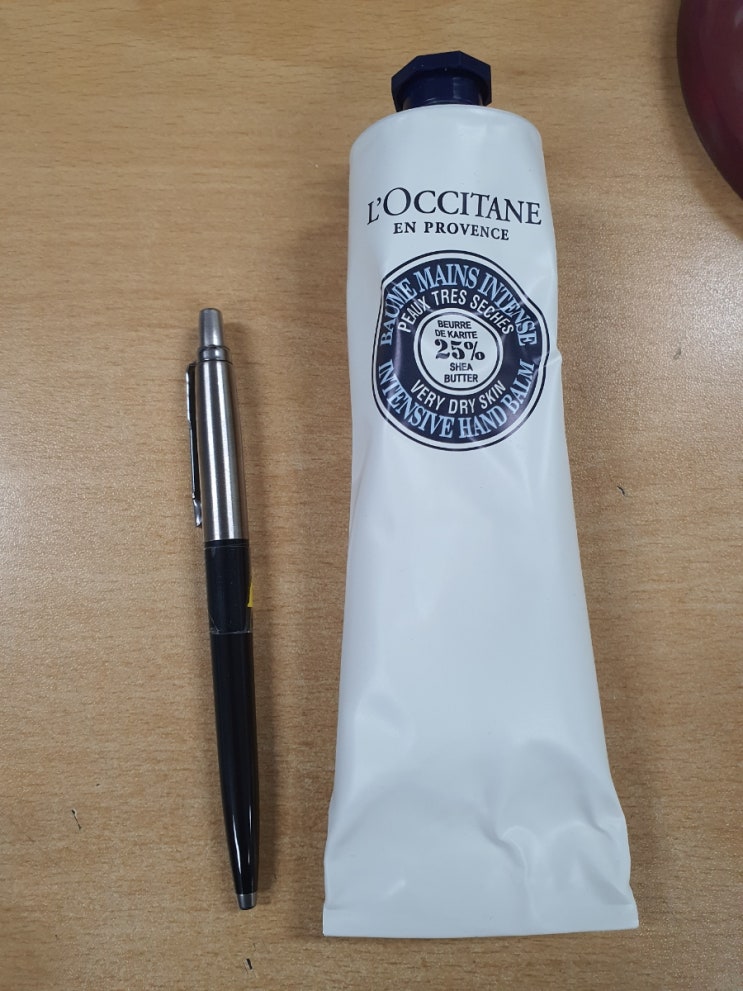 L'OCCITANE
EN PROVENCE
BAUME MAINS INTENSE
PEAUX TRES SECHES
BEURRE
DE KARITE
25%
SHEA
BUTTER
VERY DRY SKIN
INTENSIVE HAND BALM